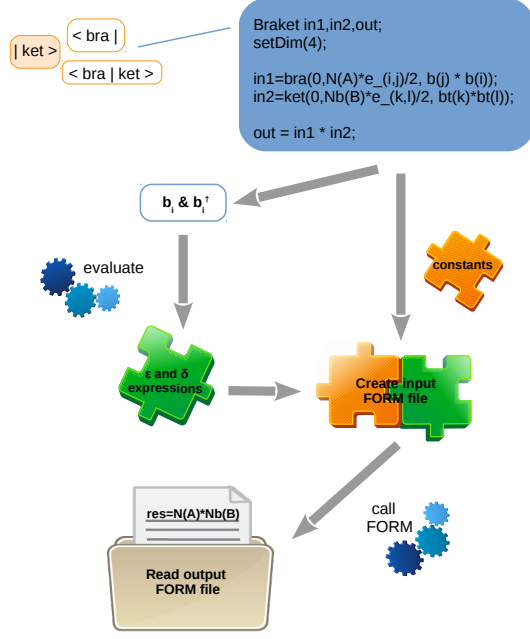 < bra |
| ket >
< bra | ket >
Braket in1,in2,out;
setDim(4);
in1=bra(0,N(A)*e_(i,j)/2, b(j) * b(i));
in2=ket(0,Nb(B)*e_(k,l)/2, bt(k)*bt(l));
out = in1 * in2;
b_i & b_i^†
evaluate
constants
ε and δ
expressions
Create input
FORM file
call
FORM
res=N(A)*Nb(B)
Read output
FORM file